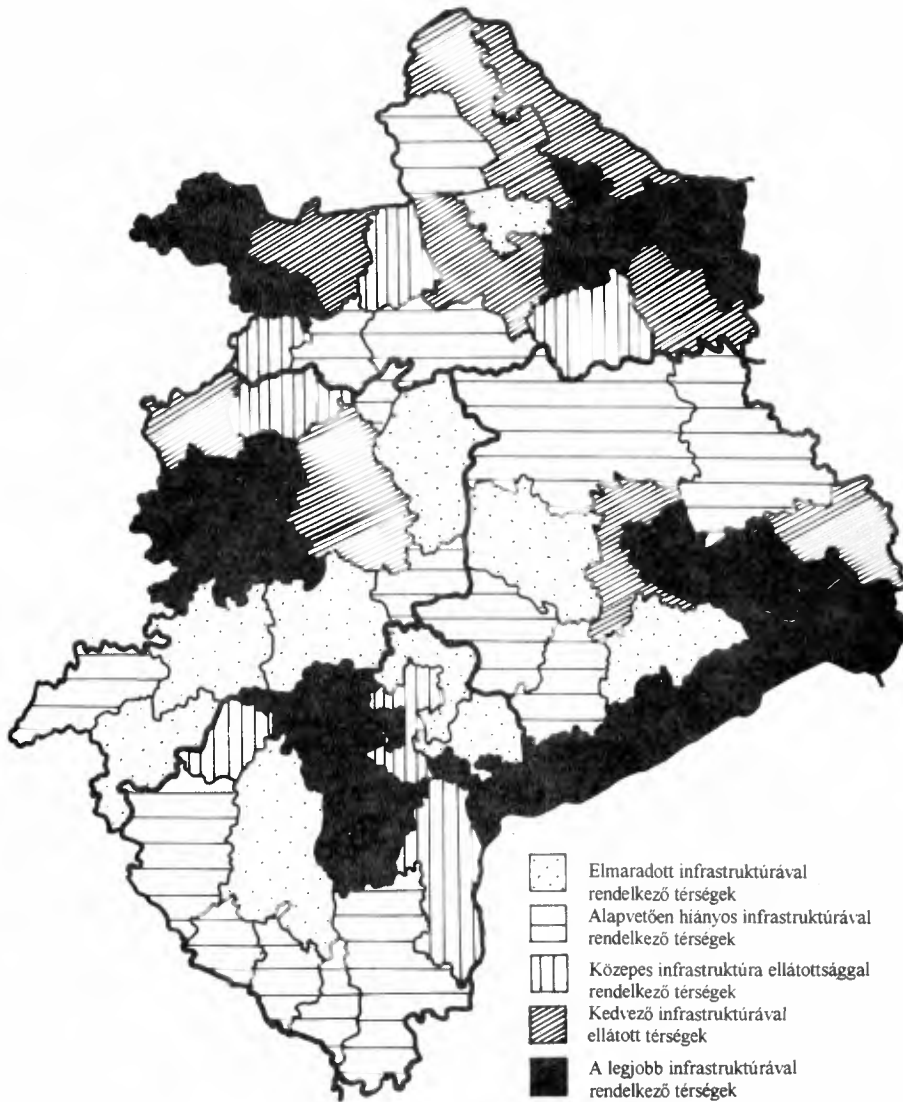 Elmaradott infrastruktúrával
rendelkező térségek
Alapvetően hiányos infrastruktúrával
rendelkező térségek
Közepes infrastruktúra ellátottsággal
rendelkező térségek
Kedvező infrastruktúrával
ellátott térségek
A legjobb infrastruktúrával
rendelkező térségek